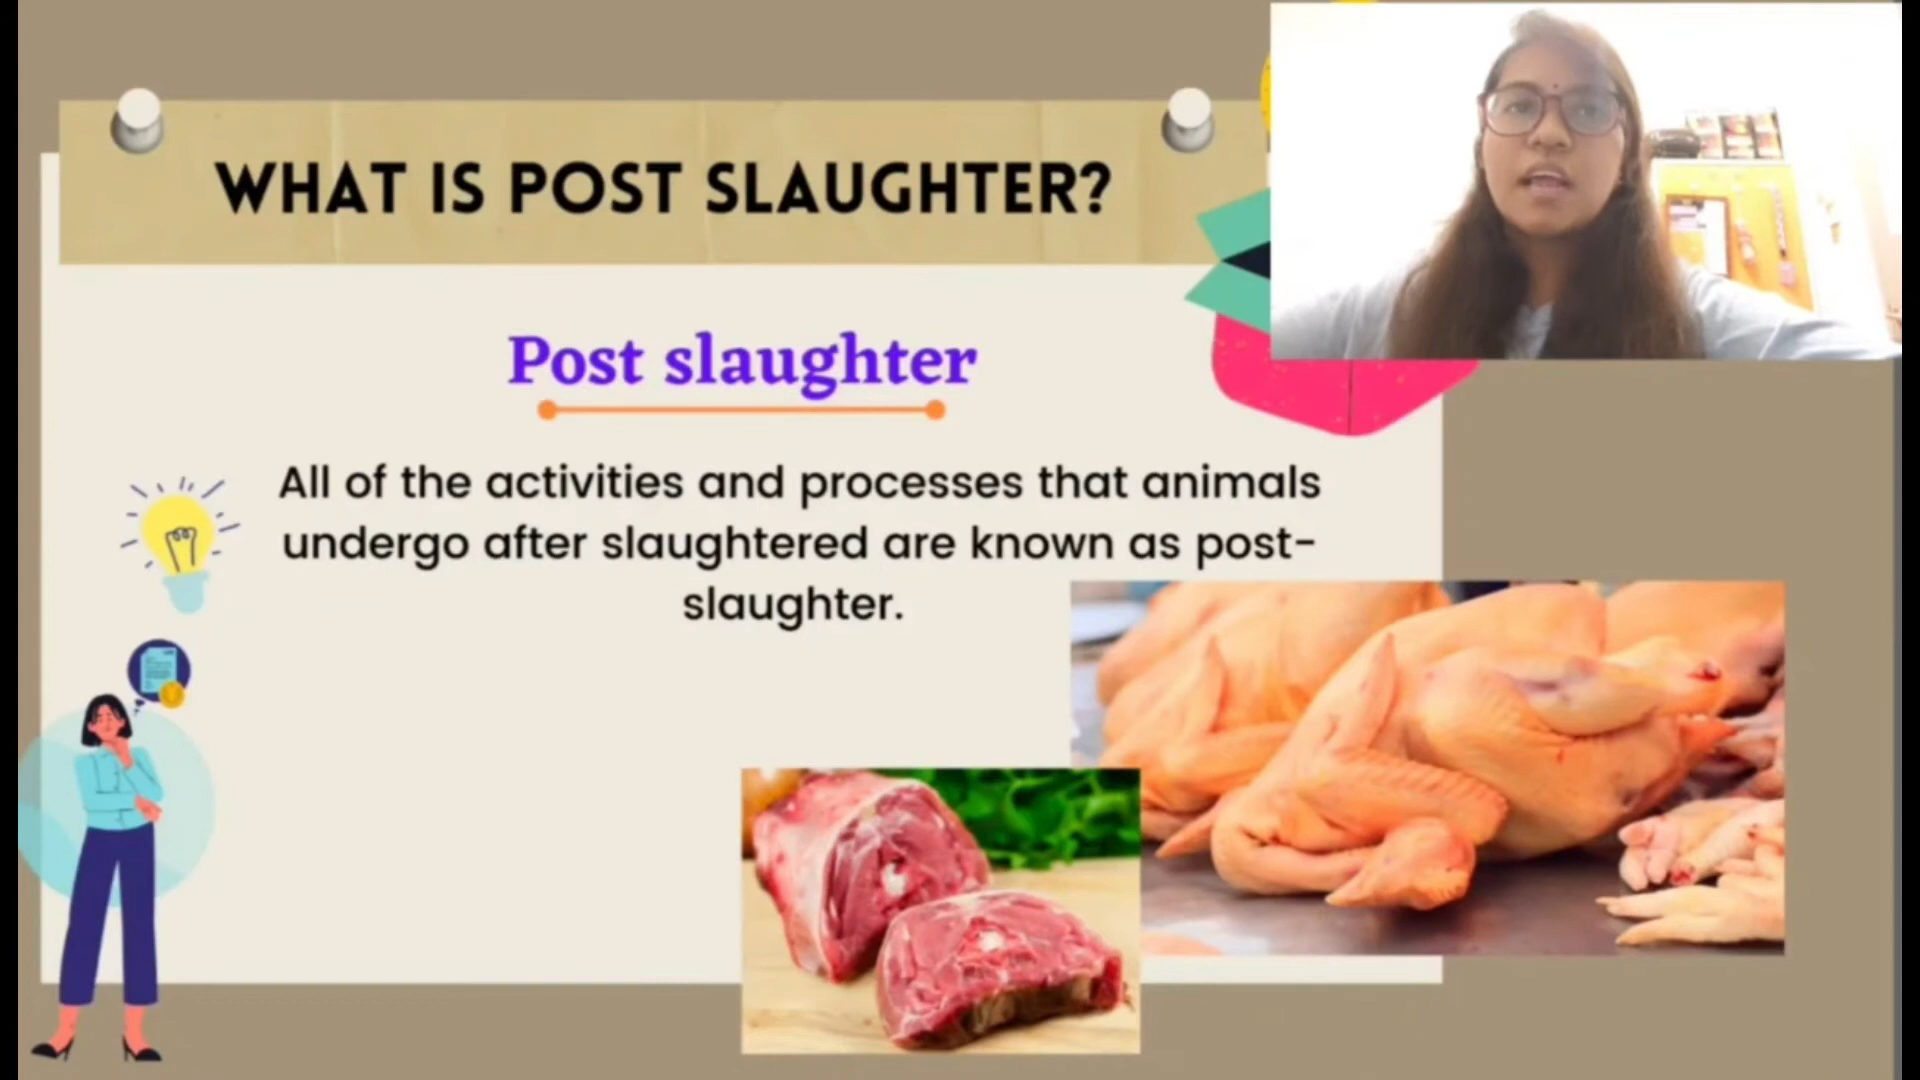 WHAT IS POST SLAUGHTER?
Post slaughter
All of the activities and processes that animals
undergo after slaughtered are known as post-
slaughter.